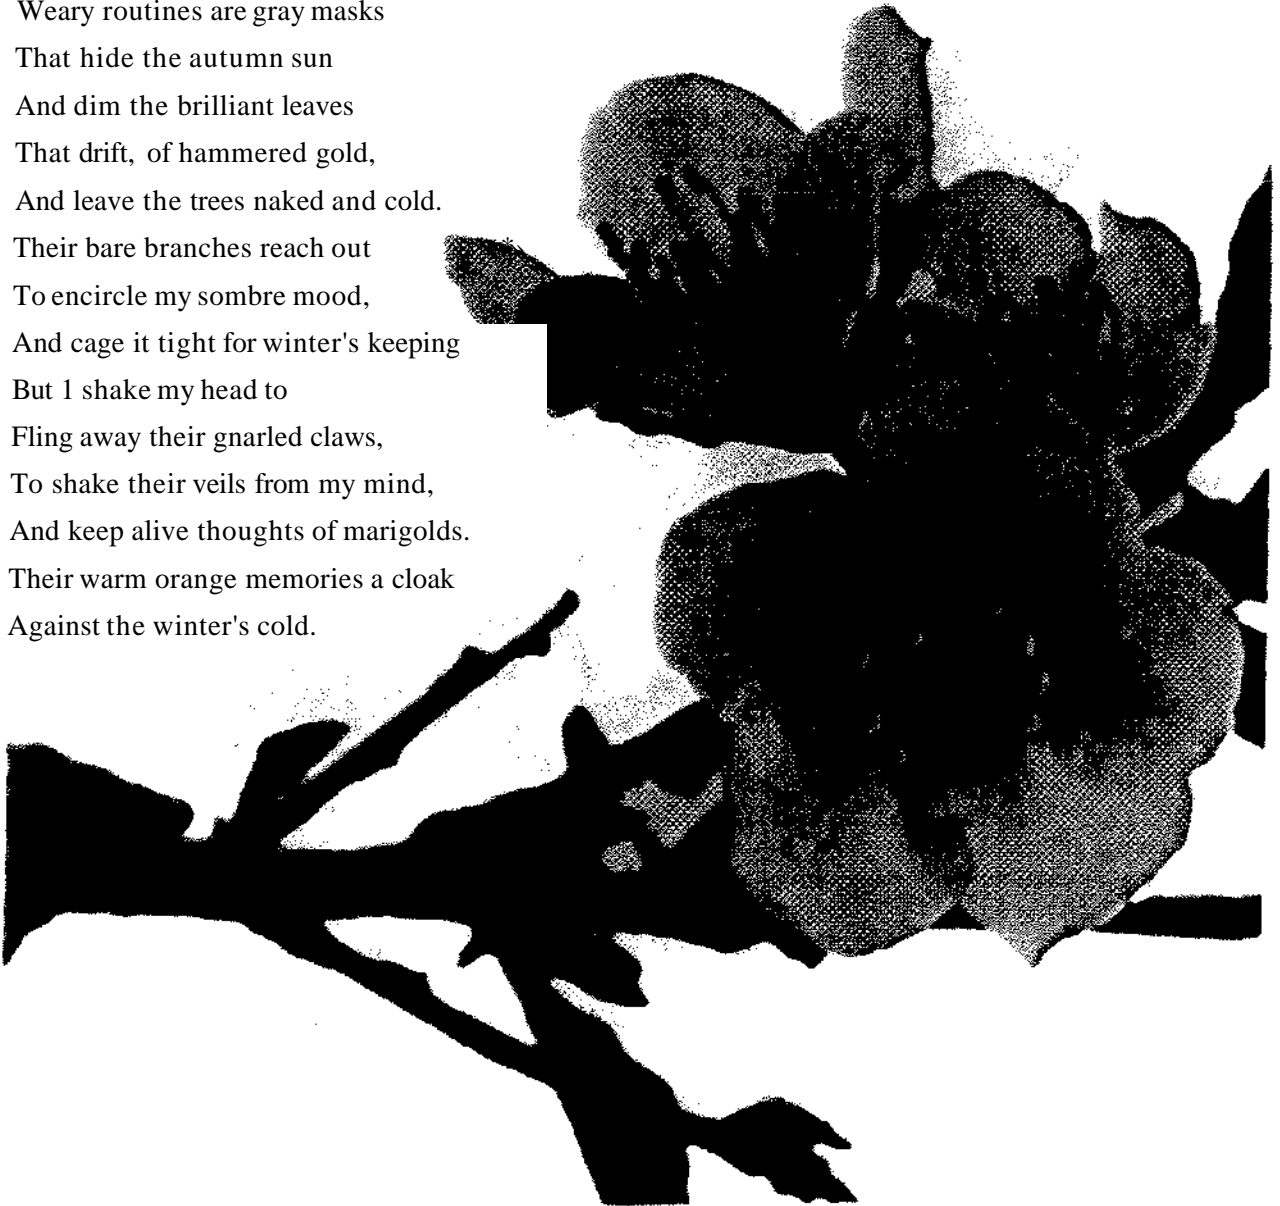 Weary routines are gray masks
That hide the autumn sun
And dim the brilliant leaves
That drift, of hammered gold,
And leave the trees naked and cold.
Their bare branches reach out
To encircle my sombre mood,
And cage it tight for winter's keeping
But 1 shake my head to
Fling away their gnarled claws,
To shake their veils from my mind,
And keep alive thoughts of marigolds.
Their warm orange memories a cloak
Against the winter's cold.